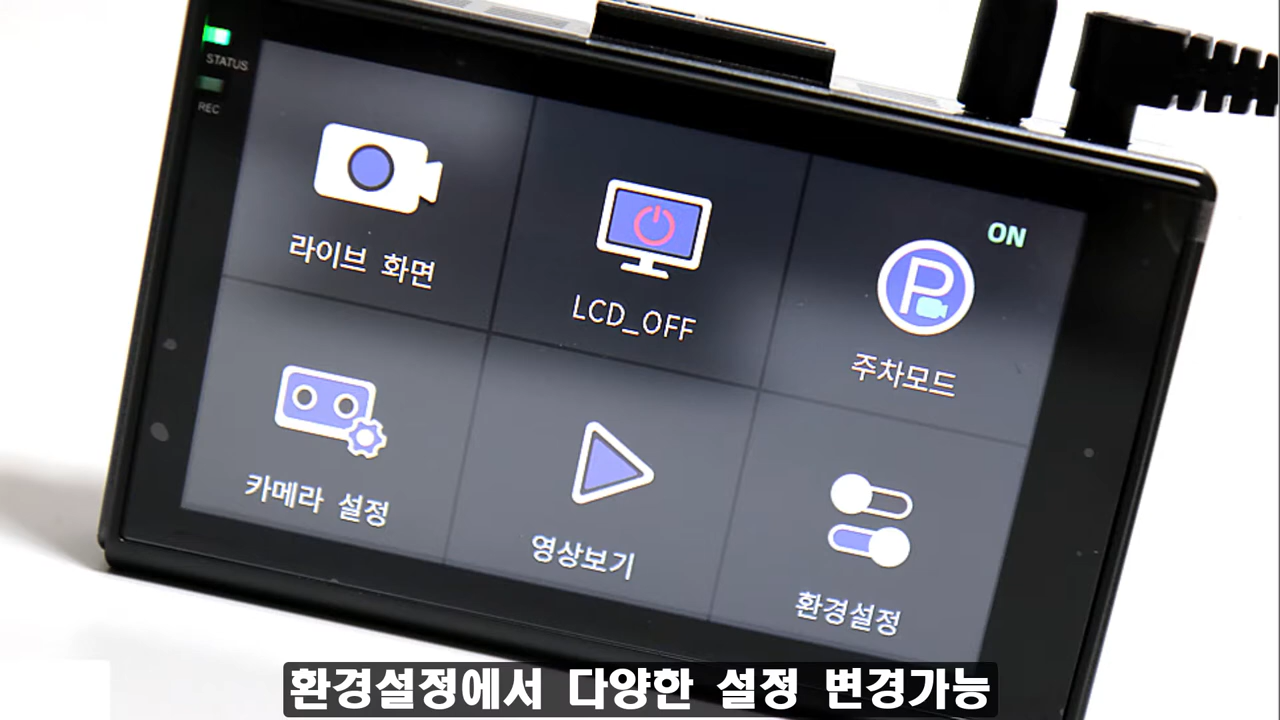 STATUS
REC
라이브 화면
LCD_OFF
ON
주차모드
카메라 설정
영상보기
환경설정
환경설정에서 다양한 설정 변경가능